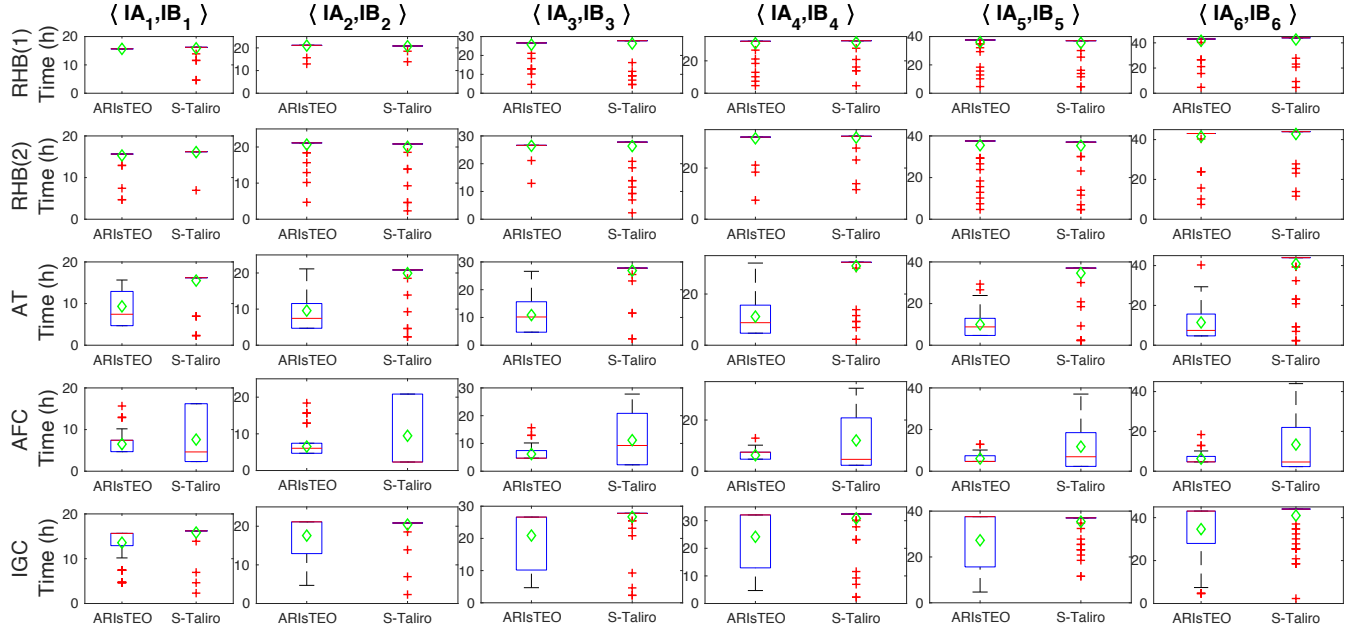 ⟨ IA1,IB1 ⟩ ⟨ IA2,IB2 ⟩ ⟨ IA3,IB3 ⟩ ⟨ IA4,IB4 ⟩ ⟨ IA5,IB5 ⟩ ⟨ IA6,IB6 ⟩
RHB(1)
Time (h)
20 10 0
20 10 0
30 20 10 0
20 0
40 20 0
40 20 0
ARIsTEO S-Taliro ARIsTEO S-Taliro ARIsTEO S-Taliro ARIsTEO S-Taliro ARIsTEO S-Taliro ARIsTEO S-Taliro
RHB(2)
Time (h)
20 10 0
20 10 0
30 20 10 0
20 0
40 20 0
40 20 0
ARIsTEO S-Taliro ARIsTEO S-Taliro ARIsTEO S-Taliro ARIsTEO S-Taliro ARIsTEO S-Taliro ARIsTEO S-Taliro
AT
Time (h)
20 10 0
20 10 0
30 20 10 0
20 0
40 20 0
40 20 0
ARIsTEO S-Taliro ARIsTEO S-Taliro ARIsTEO S-Taliro ARIsTEO S-Taliro ARIsTEO S-Taliro ARIsTEO S-Taliro
AFC
Time (h)
20 10 0
20 10 0
30 20 10 0
20 0
40 20 0
40 20 0
ARIsTEO S-Taliro ARIsTEO S-Taliro ARIsTEO S-Taliro ARIsTEO S-Taliro ARIsTEO S-Taliro ARIsTEO S-Taliro
IGC
Time (h)
20 10 0
20 10 0
30 20 10 0
30 20 10 0
40 20 0
40 20 0
ARIsTEO S-Taliro ARIsTEO S-Taliro ARIsTEO S-Taliro ARIsTEO S-Taliro ARIsTEO S-Taliro ARIsTEO S-Taliro